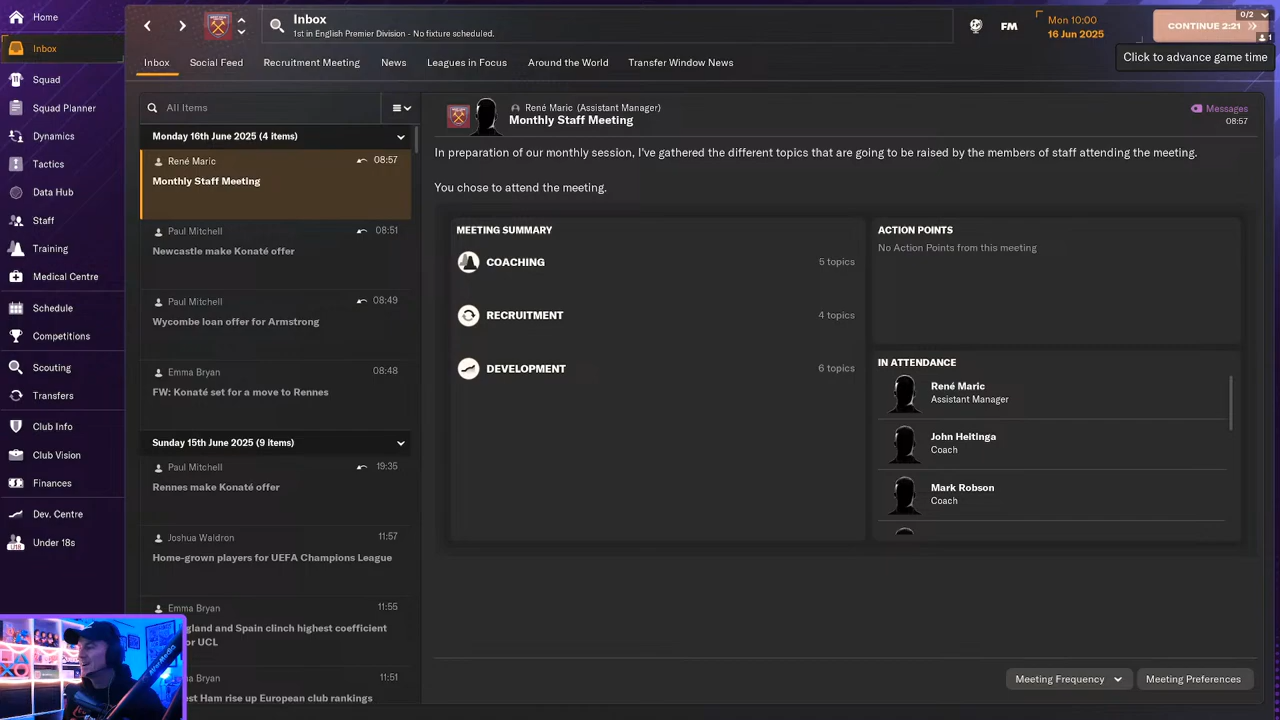 Home
Inbox
Squad
Squad Planner
Dynamics
Tactics
Data Hub
Staff
Training
Medical Centre
Schedule
Competitions
Scouting
Transfers
Club Info
Club Vision
Finances
Dev. Centre
U18
Under 18s
Inbox
1st in English Premier Division - No fixture scheduled.
FM
Mon 10:00
16 Jun 2025
0/2
CONTINUE 2:21
1
Click to advance game time
Inbox
Social Feed
Recruitment Meeting
News
Leagues in Focus
Around the World
Transfer Window News
All Items
Monday 16th June 2025 (4 items)
René Maric
08:57
Monthly Staff Meeting
Paul Mitchell
08:51
Newcastle make Konaté offer
Paul Mitchell
08:49
Wycombe loan offer for Armstrong
Emma Bryan
08:48
FW: Konaté set for a move to Rennes
Sunday 15th June 2025 (9 items)
Paul Mitchell
19:35
Rennes make Konaté offer
Joshua Waldron
11:57
Home-grown players for UEFA Champions League
Emma Bryan
11:55
gland and Spain clinch highest coefficient
or UCL
Emma Bryan
11:51
est Ham rise up European club rankings
René Maric (Assistant Manager)
Monthly Staff Meeting
Messages
08:57
In preparation of our monthly session, I've gathered the different topics that are going to be raised by the members of staff attending the meeting.
You chose to attend the meeting.
MEETING SUMMARY
COACHING
5 topics
RECRUITMENT
4 topics
DEVELOPMENT
6 topics
ACTION POINTS
No Action Points from this meeting
IN ATTENDANCE
René Maric
Assistant Manager
John Heitinga
Coach
Mark Robson
Coach
Meeting Frequency
Meeting Preferences